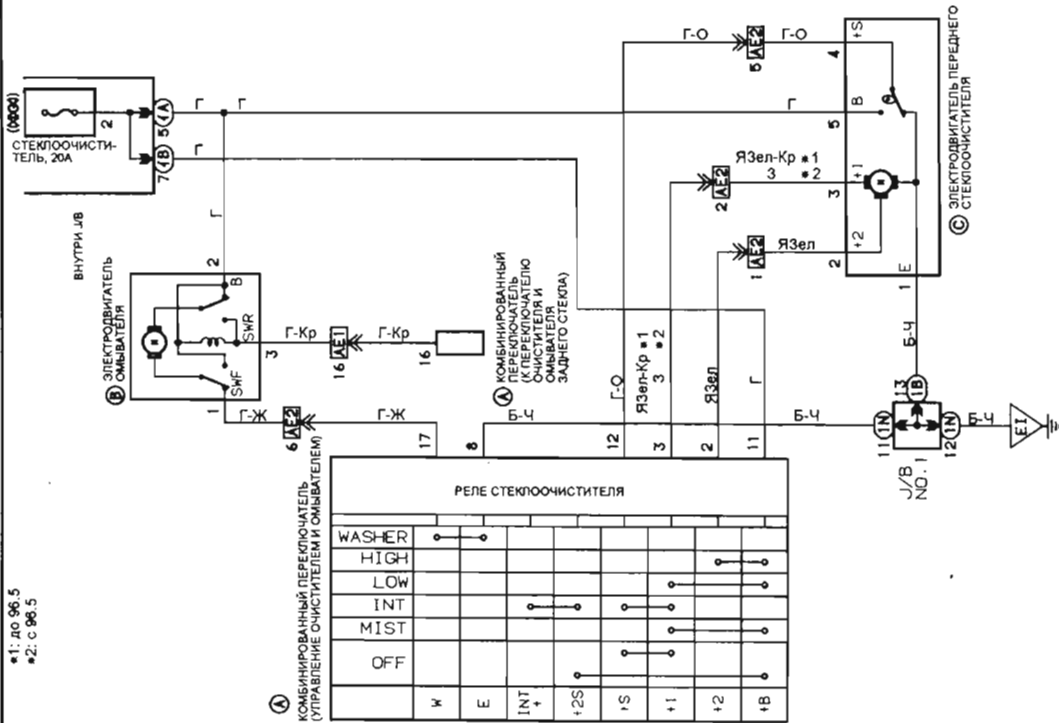 СТЕКЛООЧИСТИ-
ТЕЛЬ, 20А
2
5 1A
7 1B
Г
Г
Г
Г
Г
ВНУТРИ J/B
B ЭЛЕКТРОДВИГАТЕЛЬ
ОМЫВАТЕЛЯ
2
B
SWR
SWF
3
1
Г-Кр
16 AE1
Г-Кр
16
A КОМБИНИРОВАННЫЙ
ПЕРЕКЛЮЧАТЕЛЬ
(К ПЕРЕКЛЮЧАТЕЛЮ
ОЧИСТИТЕЛЯ И
ОМЫВАТЕЛЯ
ЗАДНЕГО СТЕКЛА)
Г-Ж
6 AE2
Г-Ж
Б-Ч
Г-О
5 AE2
Г-О
4
+S
5
B
ЯЗел-Кр *1
З *2
2 AE2
3
+1
1 AE2
ЯЗел
2
+2
1
E
C ЭЛЕКТРОДВИГАТЕЛЬ ПЕРЕДНЕГО
СТЕКЛООЧИСТИТЕЛЯ
Г-О
ЯЗел-Кр *1
З *2
ЯЗел
Г
Б-Ч
Б-Ч
13 1B
11 1N
12 1N
Б-Ч
J/B
NO. 1
EI
17
8
12
3
2
11
A КОМБИНИРОВАННЫЙ ПЕРЕКЛЮЧАТЕЛЬ
(УПРАВЛЕНИЕ ОЧИСТИТЕЛЕМ И ОМЫВАТЕЛЕМ)
РЕЛЕ СТЕКЛООЧИСТИТЕЛЯ
WASHER
HIGH
LOW
INT
MIST
OFF
W
E
INT
+
+2S
+S
+1
+2
+B
*1: до 96.5
*2: с 96.5